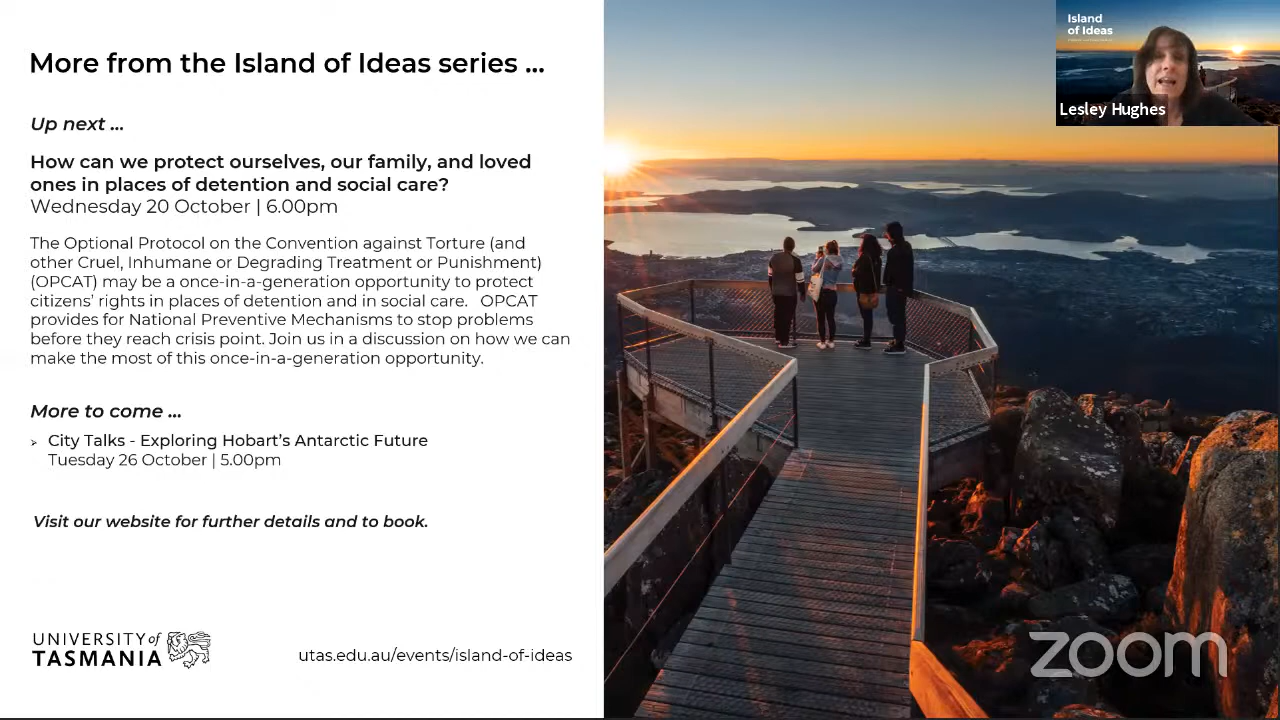 More from the Island of Ideas series ...
Up next ...
How can we protect ourselves, our family, and loved
ones in places of detention and social care?
Wednesday 20 October | 6.00pm
The Optional Protocol on the Convention against Torture (and
other Cruel, Inhumane or Degrading Treatment or Punishment)
(OPCAT) may be a once-in-a-generation opportunity to protect
citizens' rights in places of detention and in social care. OPCAT
provides for National Preventive Mechanisms to stop problems
before they reach crisis point. Join us in a discussion on how we can
make the most of this once-in-a-generation opportunity.
More to come ...
City Talks - Exploring Hobart's Antarctic Future
Tuesday 26 October | 5.00pm
Visit our website for further details and to book.
UNIVERSITY of
TASMANIA
utas.edu.au/events/island-of-ideas
Island
of Ideas
Lesley Hughes
zoom